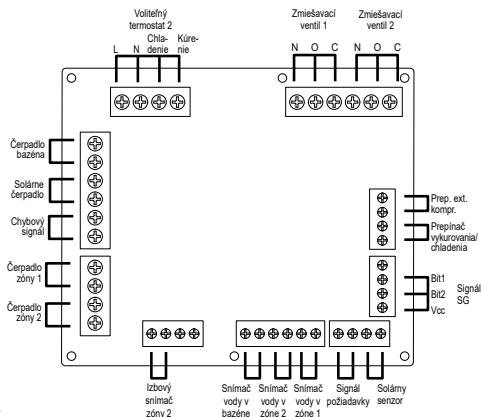 Voliteľný
termostat 2
L N Chla-
denie Kúre-
nie
Zmiešavací
ventil 1
N O C
Zmiešavací
ventil 2
N O C
Čerpadlo
bazéna
Solárne
čerpadlo
Chybový
signál
Čerpadlo
zóny 1
Čerpadlo
zóny 2
Prep. ext.
kompr.
Prepínač
vykurovania/
chladenia
Bit1
Bit2
Vcc
Signál
SG
Izbový
snímač
zóny 2
Snímač
vody v
bazéne
Snímač
vody v
zóne 2
Snímač
vody v
zóne 1
Signál
požiadavky
Solárny
senzor